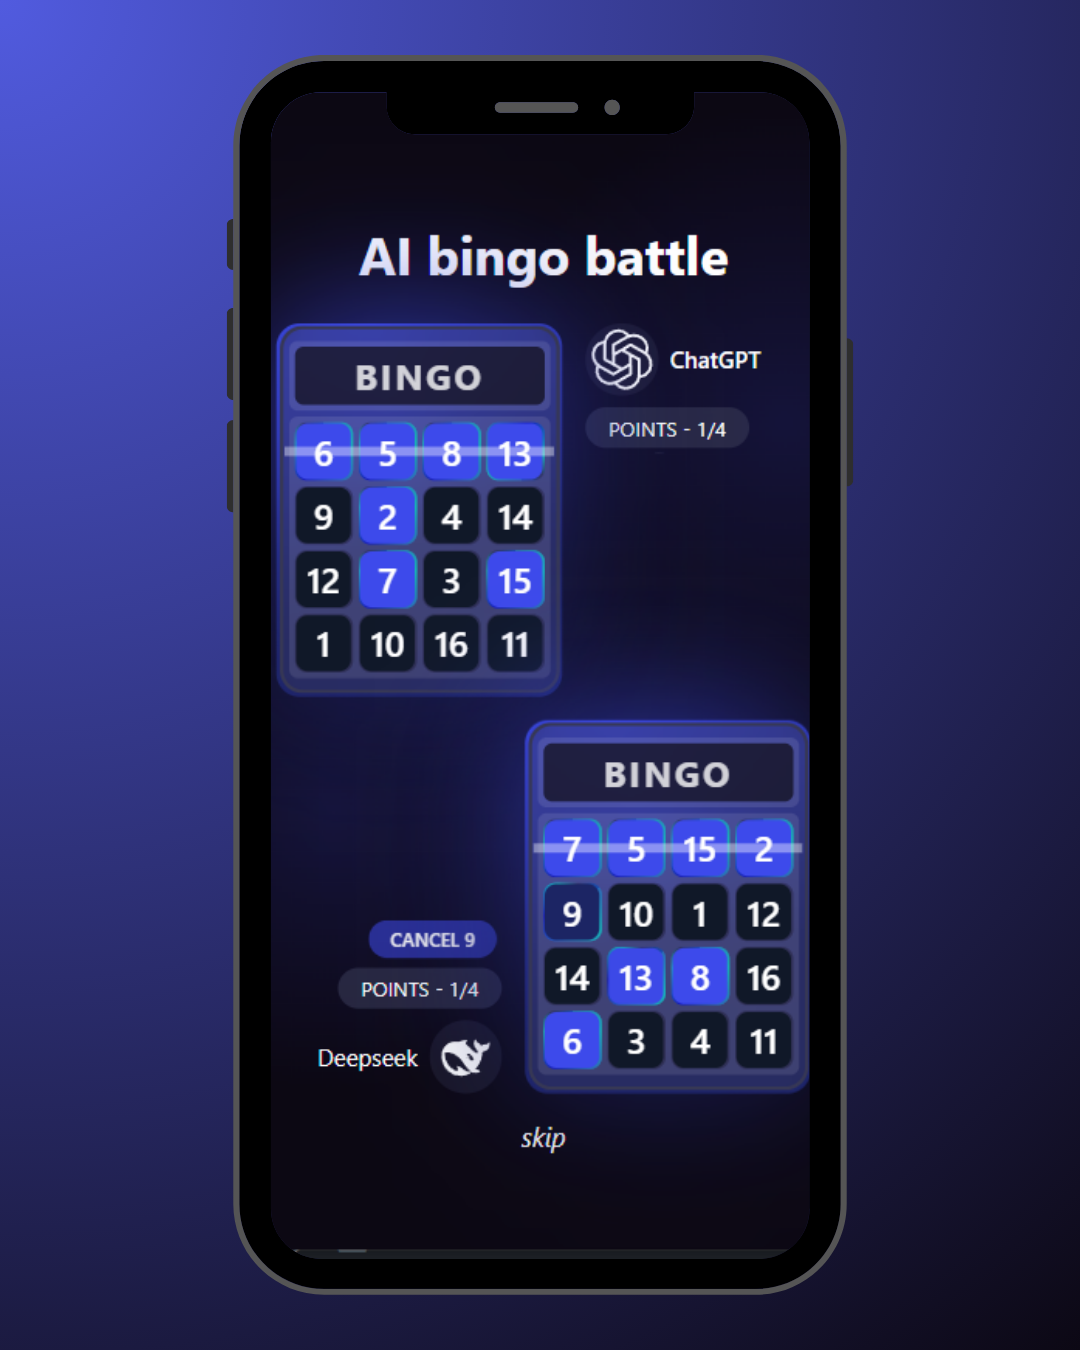 AI bingo battle
BINGO
ChatGPT
POINTS - 1/4
6 5 8 13
9 2 4 14
12 7 3 15
1 10 16 11
BINGO
7 5 15 2
9 10 1 12
14 13 8 16
6 3 4 11
CANCEL 9
POINTS - 1/4
Deepseek
skip